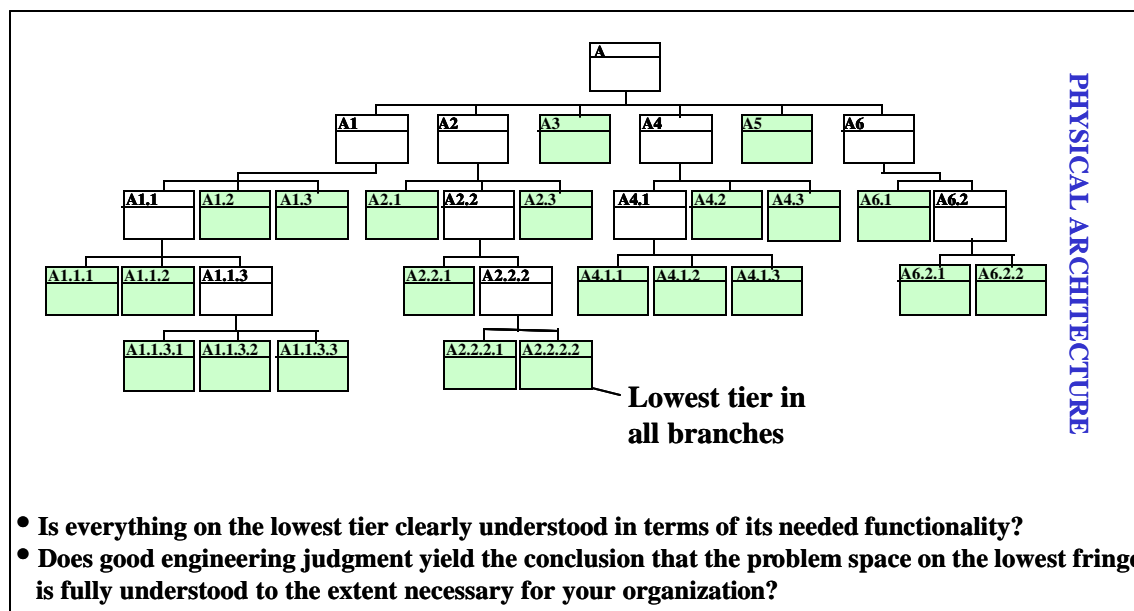 A
A1
A2
A3
A4
A5
A6
A1.1
A1.2
A1.3
A2.1
A2.2
A2.3
A4.1
A4.2
A4.3
A6.1
A6.2
A1.1.1
A1.1.2
A1.1.3
A2.2.1
A2.2.2
A4.1.1
A4.1.2
A4.1.3
A6.2.1
A6.2.2
A1.1.3.1
A1.1.3.2
A1.1.3.3
A2.2.2.1
A2.2.2.2
Lowest tier in
all branches
PHYSICAL ARCHITECTURE
• Is everything on the lowest tier clearly understood in terms of its needed functionality?
• Does good engineering judgment yield the conclusion that the problem space on the lowest fringe
is fully understood to the extent necessary for your organization?